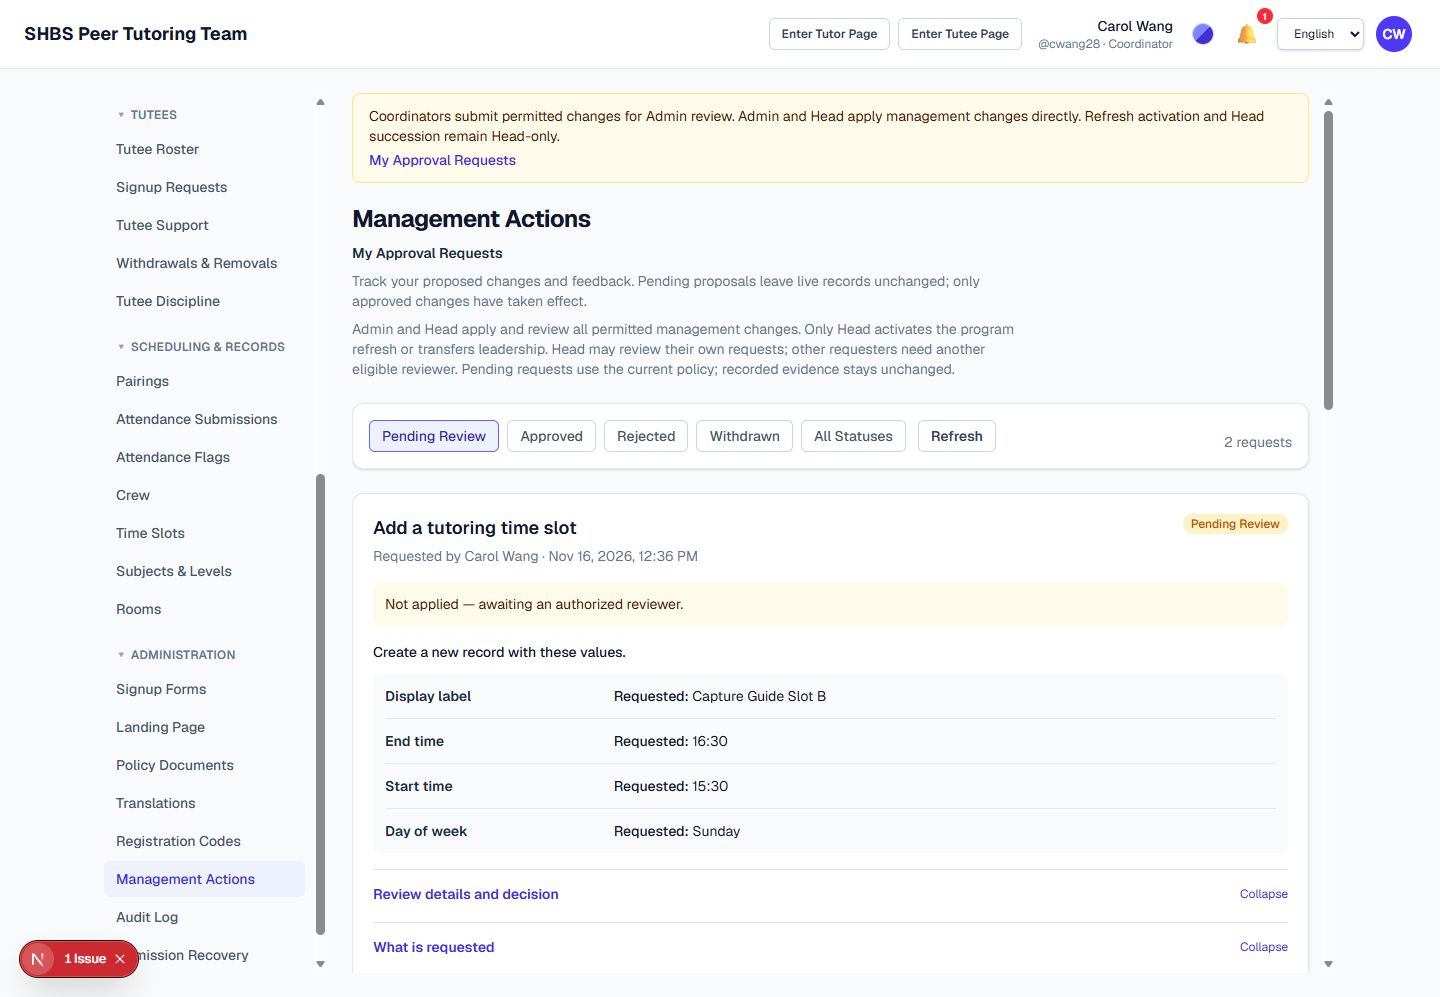 SHBS Peer Tutoring Team
Enter Tutor Page
Enter Tutee Page
Carol Wang
@cwang28 · Coordinator
1
English
CW
TUTEES
Tutee Roster
Signup Requests
Tutee Support
Withdrawals & Removals
Tutee Discipline
SCHEDULING & RECORDS
Pairings
Attendance Submissions
Attendance Flags
Crew
Time Slots
Subjects & Levels
Rooms
ADMINISTRATION
Signup Forms
Landing Page
Policy Documents
Translations
Registration Codes
Management Actions
Audit Log
mission Recovery
N
1 Issue
Coordinators submit permitted changes for Admin review. Admin and Head apply management changes directly. Refresh activation and Head
succession remain Head-only.
My Approval Requests
Management Actions
My Approval Requests
Track your proposed changes and feedback. Pending proposals leave live records unchanged; only
approved changes have taken effect.
Admin and Head apply and review all permitted management changes. Only Head activates the program
refresh or transfers leadership. Head may review their own requests; other requesters need another
eligible reviewer. Pending requests use the current policy; recorded evidence stays unchanged.
Pending Review
Approved
Rejected
Withdrawn
All Statuses
Refresh
2 requests
Add a tutoring time slot
Pending Review
Requested by Carol Wang · Nov 16, 2026, 12:36 PM
Not applied — awaiting an authorized reviewer.
Create a new record with these values.
Display label
Requested: Capture Guide Slot B
End time
Requested: 16:30
Start time
Requested: 15:30
Day of week
Requested: Sunday
Review details and decision
Collapse
What is requested
Collapse